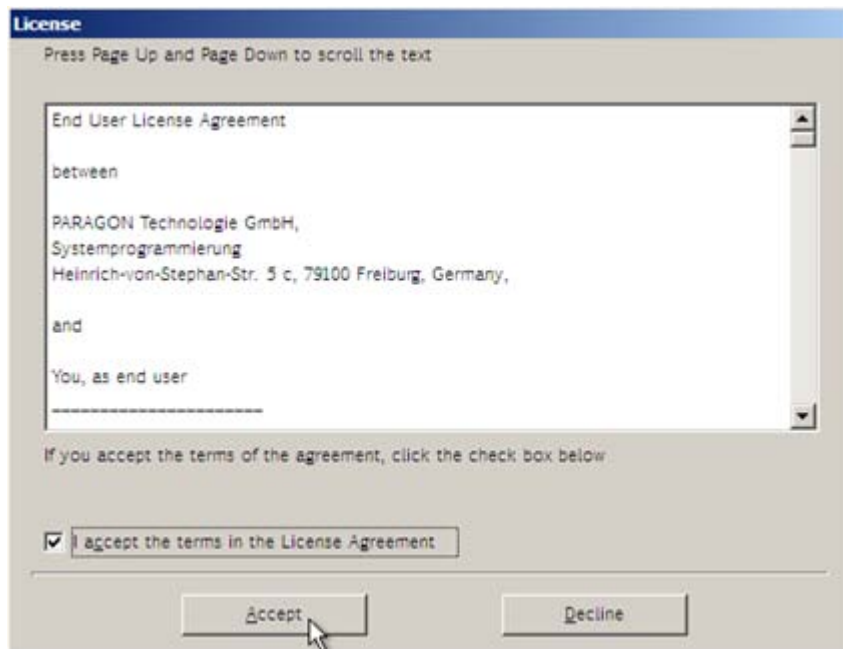 License
Press Page Up and Page Down to scroll the text
End User License Agreement
between
PARAGON Technologie GmbH,
Systemprogrammierung
Heinrich-von-Stephan-Str. 5 c, 79100 Freiburg, Germany,
and
You, as end user
----------------------
If you accept the terms of the agreement, click the check box below
I accept the terms in the License Agreement
Accept
Decline